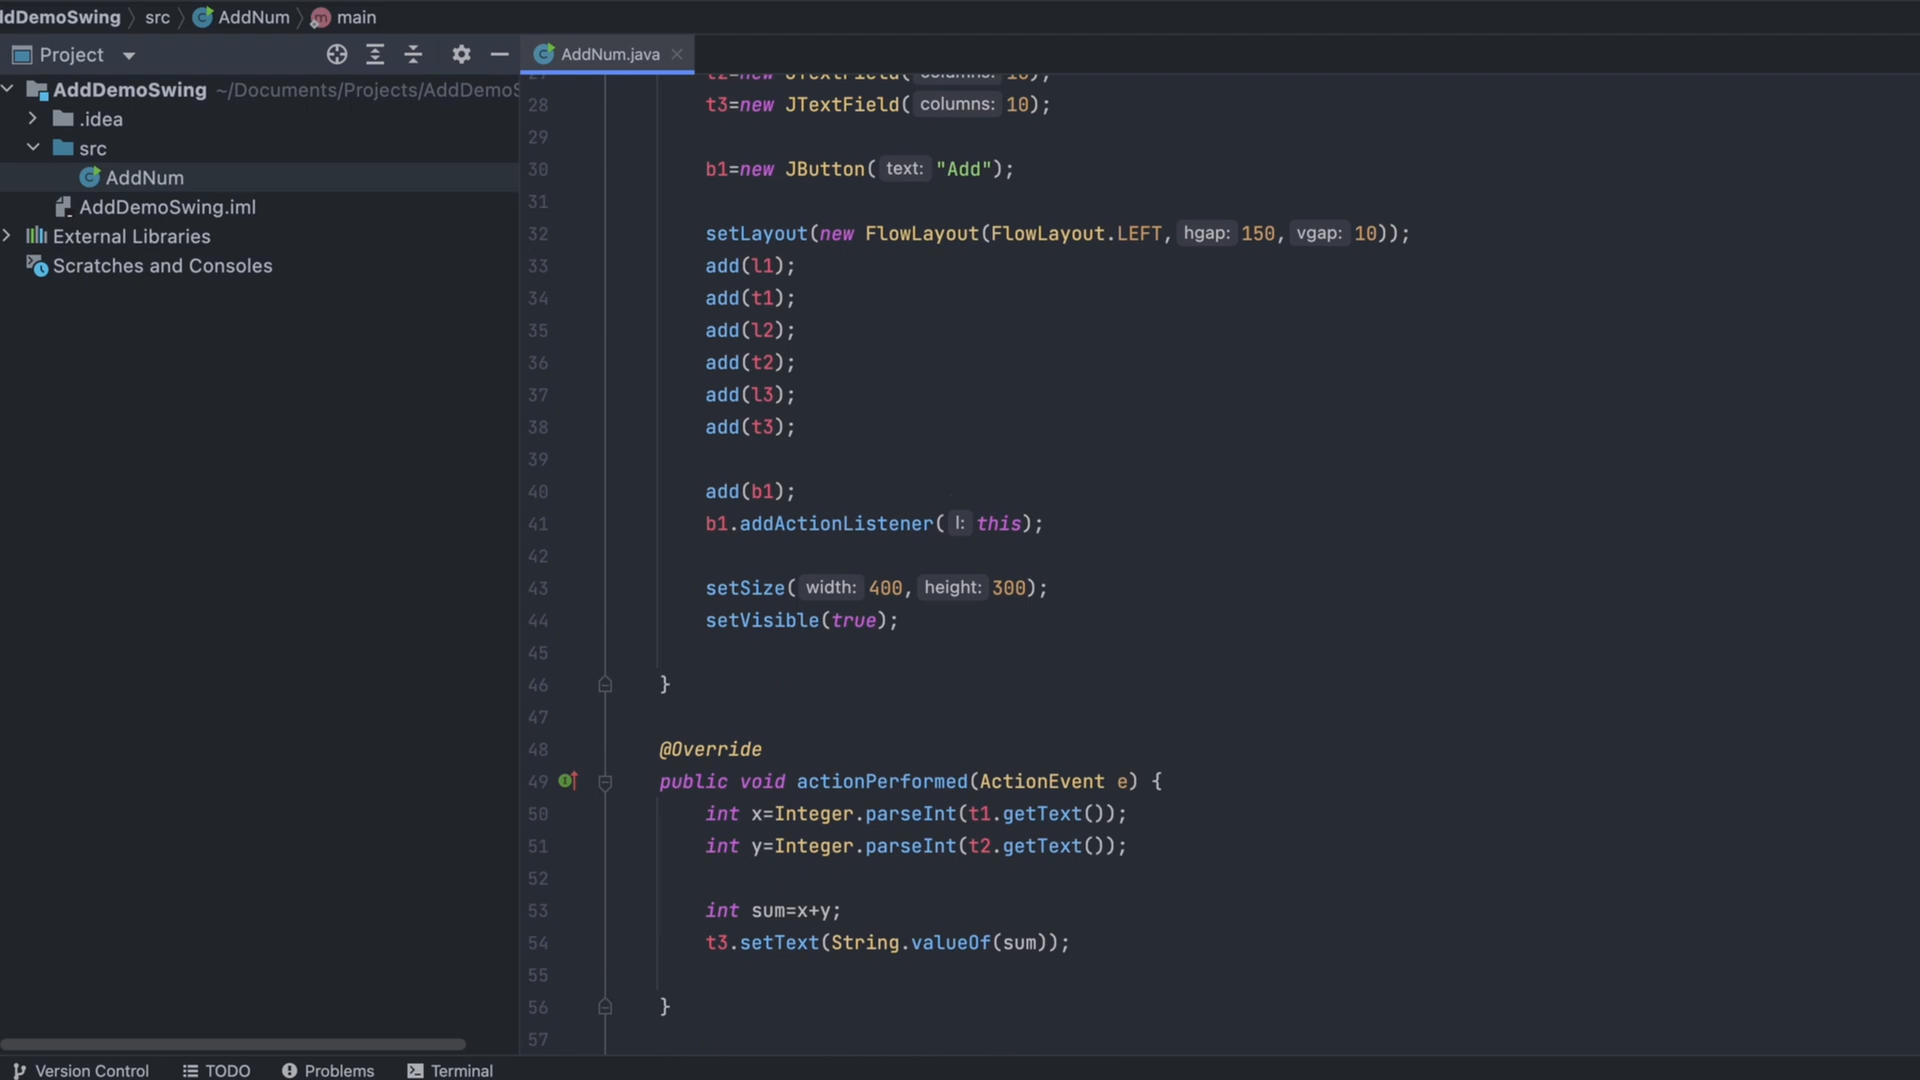 ldDemoSwing src AddNum main
Project
AddNum.java
AddDemoSwing ~/Documents/Projects/AddDemoS
.idea
src
AddNum
AddDemoSwing.iml
External Libraries
Scratches and Consoles
27 t2=new JTextField( columns: 10);
28 t3=new JTextField( columns: 10);
29
30 b1=new JButton( text: "Add");
31
32 setLayout(new FlowLayout(FlowLayout.LEFT, hgap: 150, vgap: 10));
33 add(l1);
34 add(t1);
35 add(l2);
36 add(t2);
37 add(l3);
38 add(t3);
39
40 add(b1);
41 b1.addActionListener( l: this);
42
43 setSize( width: 400, height: 300);
44 setVisible(true);
45
46 }
47
48 @Override
49 public void actionPerformed(ActionEvent e) {
50 int x=Integer.parseInt(t1.getText());
51 int y=Integer.parseInt(t2.getText());
52
53 int sum=x+y;
54 t3.setText(String.valueOf(sum));
55
56 }
57
Version Control TODO Problems Terminal